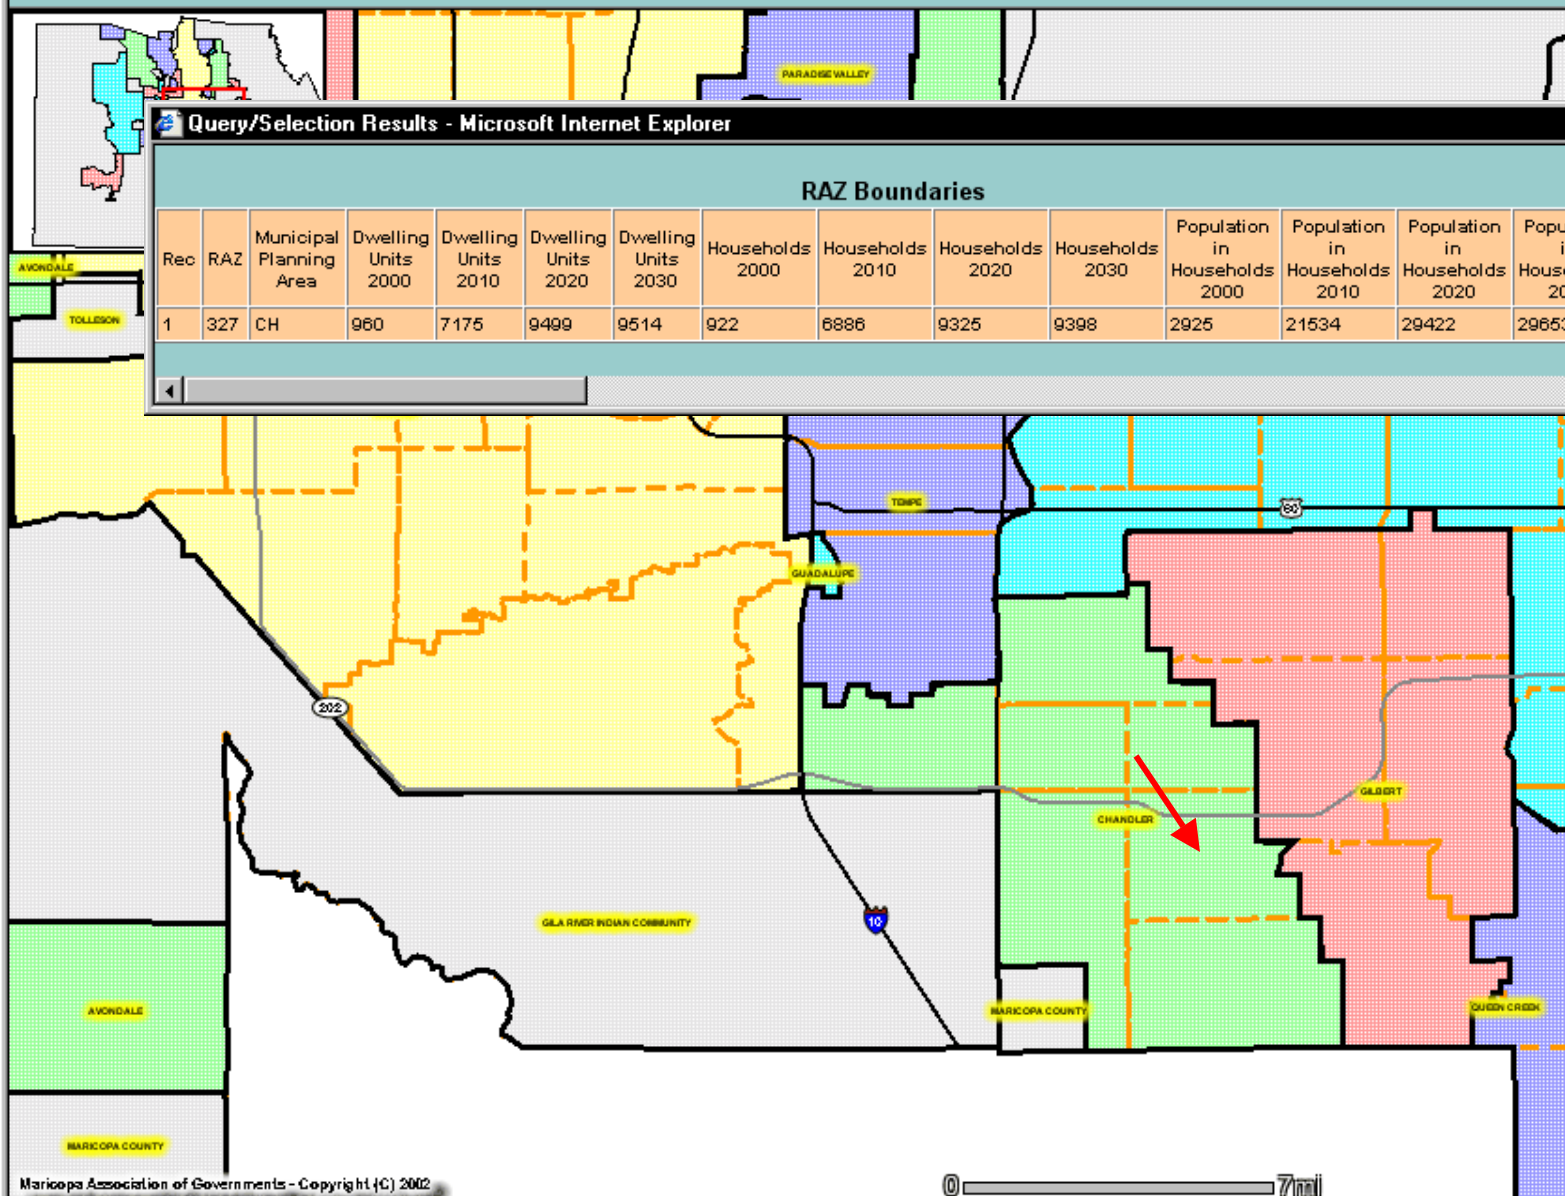 PARADISE VALLEY
Query/Selection Results - Microsoft Internet Explorer
RAZ Boundaries
Rec RAZ Municipal Planning Area Dwelling Units 2000 Dwelling Units 2010 Dwelling Units 2020 Dwelling Units 2030 Households 2000 Households 2010 Households 2020 Households 2030 Population in Households 2000 Population in Households 2010 Population in Households 2020
1 327 CH 960 7175 9499 9514 922 6886 9325 9398 2925 21534 29422 29653
AVONDALE
TOLLESON
TEMPE
60
GUADALUPE
202
GILBERT
CHANDLER
GILA RIVER INDIAN COMMUNITY
10
AVONDALE
MARICOPA COUNTY
QUEEN CREEK
MARICOPA COUNTY
Maricopa Association of Governments - Copyright (C) 2002
0 7mi